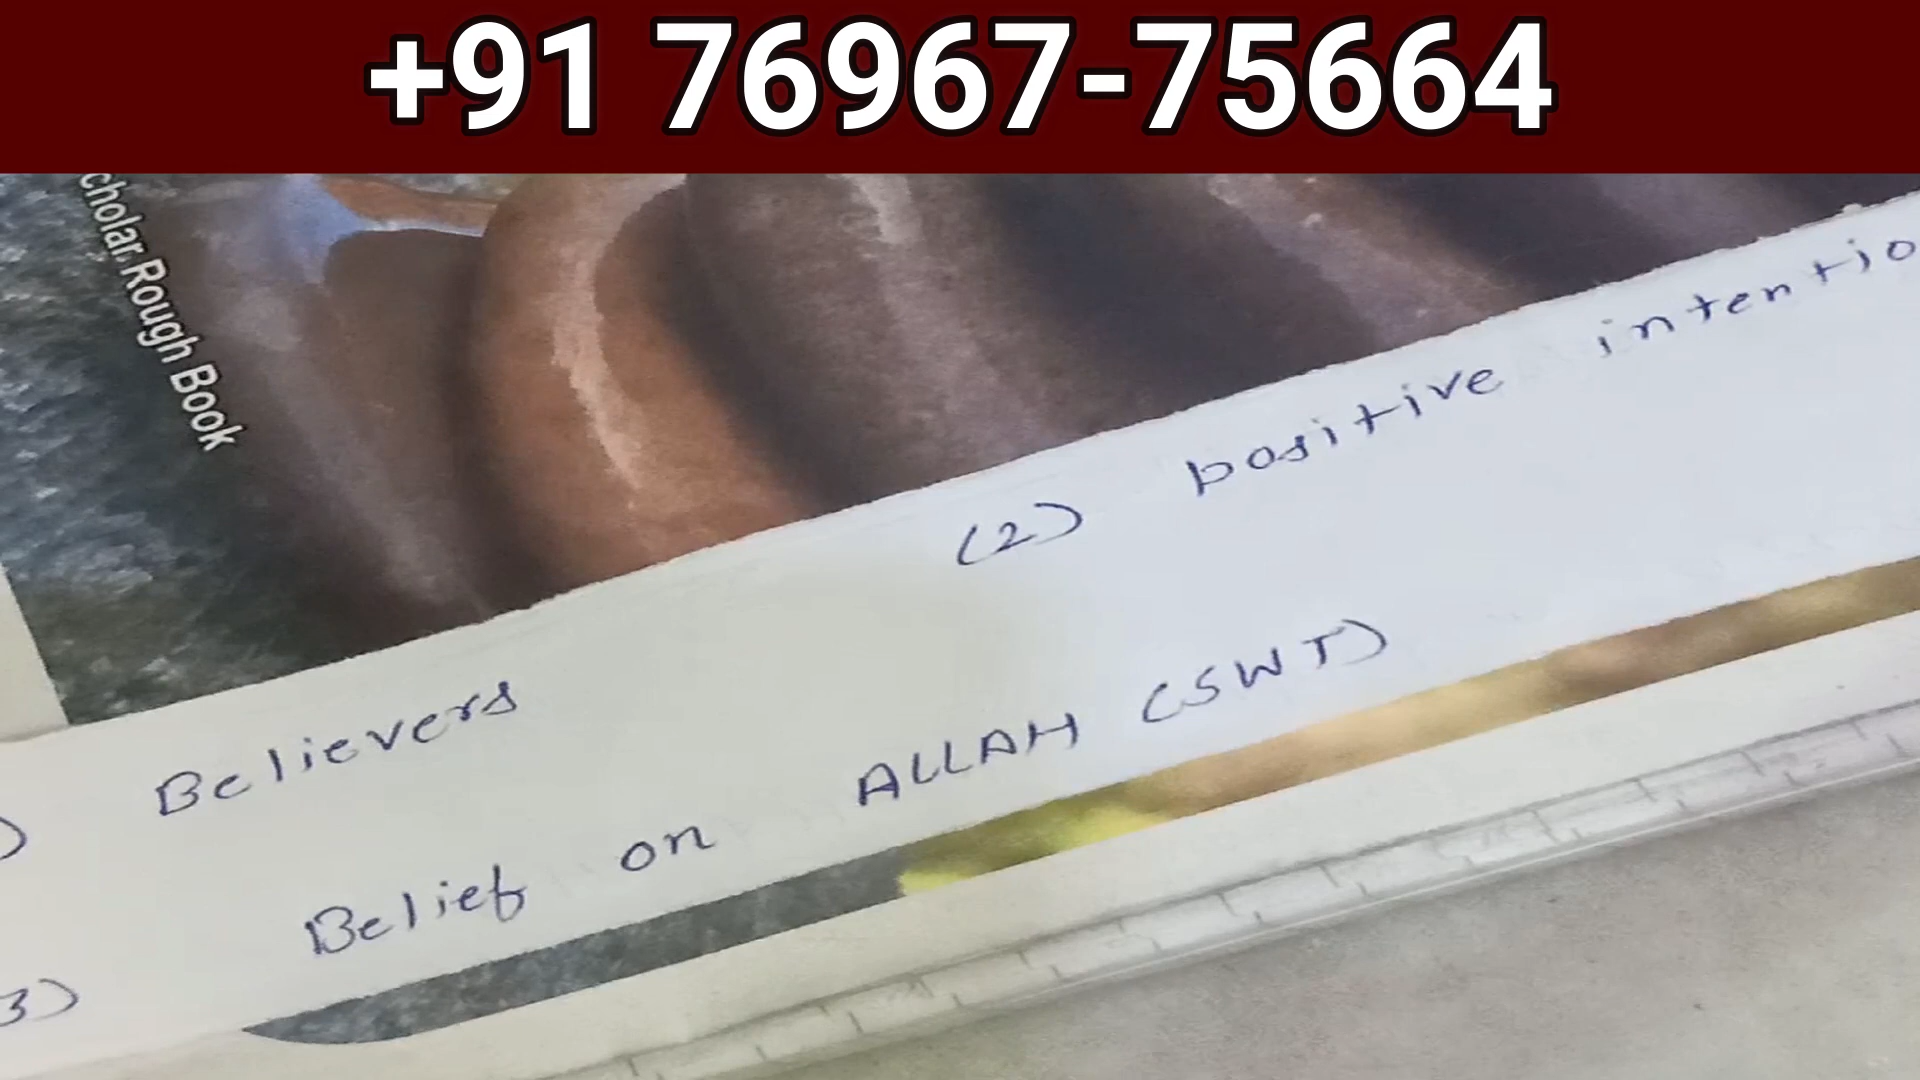 +91 76967-75664
cholar Rough Book
(2) positive intentio
) Believers
3) Belief on ALLAH (SWT)